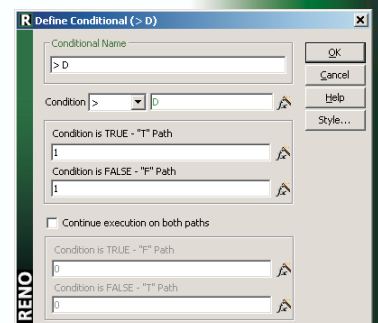 R Define Conditional (> D)
Conditional Name
> D
OK
Cancel
Help
Style...
Condition > D
Condition is TRUE - "T" Path
1
Condition is FALSE - "F" Path
1
Continue execution on both paths
Condition is TRUE - "F" Path
0
Condition is FALSE - "T" Path
0
RENO